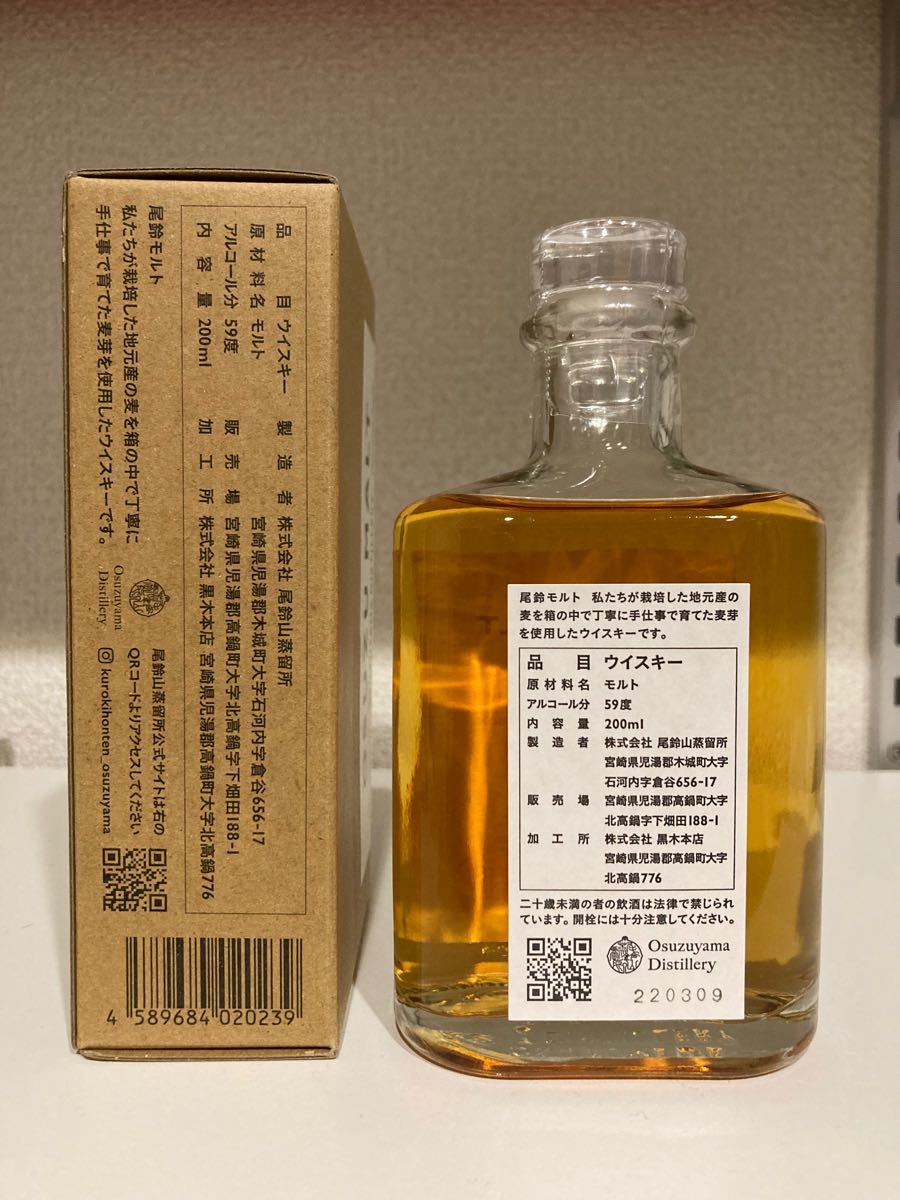 尾鈴モルト
私たちが栽培した地元産の麦を箱の中で丁寧に
手仕事で育てた麦芽を使用したウイスキーです。
品目 ウイスキー
原材料名 モルト
アルコール分 59度
内容量 200ml
製造者 株式会社 尾鈴山蒸留所
宮崎県児湯郡木城町大字石河内字倉谷656-17
販売場 宮崎県児湯郡高鍋町大字北高鍋字下畑田188-1
加工所 株式会社 黒木本店 宮崎県児湯郡高鍋町大字北高鍋776
Osuzuyama
Distillery.
尾鈴山蒸留所公式サイトは右の
QRコードよりアクセスしてください
kurokihonten_osuzuyama
4 589684 020239
尾鈴モルト 私たちが栽培した地元産の
麦を箱の中で丁寧に手仕事で育てた麦芽
を使用したウイスキーです。
品目 ウイスキー
原材料名 モルト
アルコール分 59度
内容量 200ml
製造者 株式会社 尾鈴山蒸留所
宮崎県児湯郡木城町大字
石河内字倉谷656-17
販売場 宮崎県児湯郡高鍋町大字
北高鍋字下畑田188-1
加工所 株式会社 黒木本店
宮崎県児湯郡高鍋町大字
北高鍋776
二十歳未満の者の飲酒は法律で禁じられ
ています。開栓には十分注意してください。
Osuzuyama
Distillery
220309